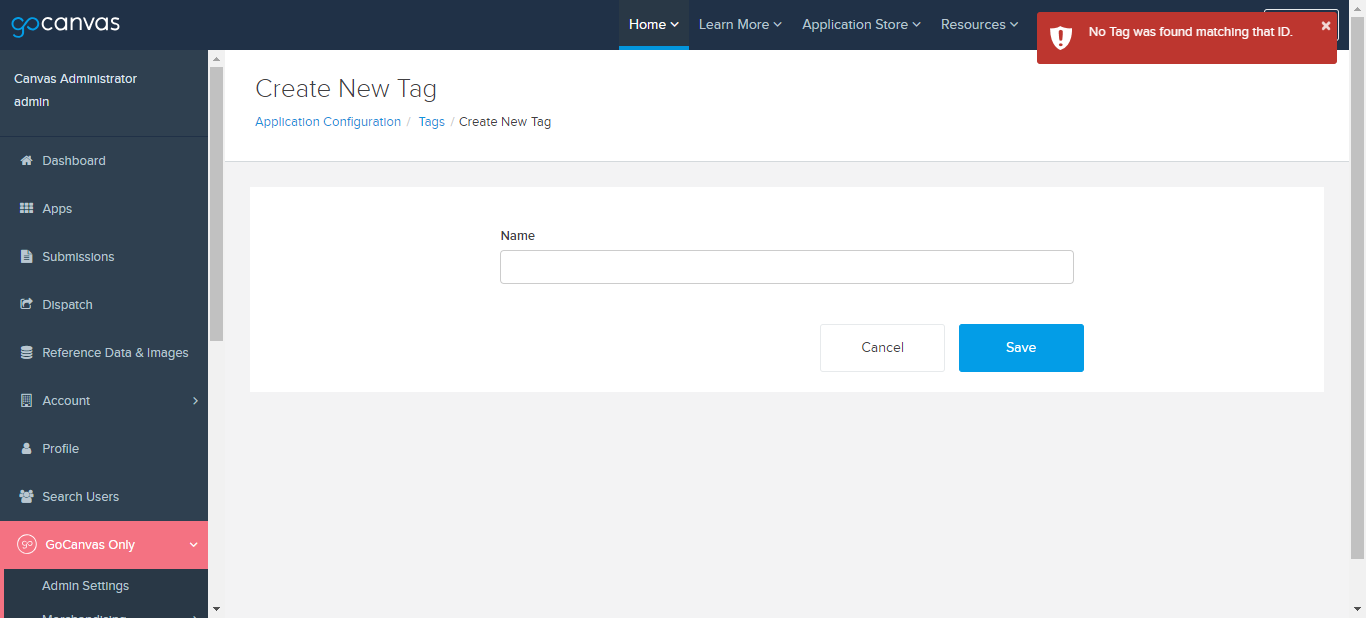 gocanvas
Home
Learn More
Application Store
Resources
No Tag was found matching that ID.
Canvas Administrator
admin
Dashboard
Apps
Submissions
Dispatch
Reference Data & Images
Account
Profile
Search Users
go GoCanvas Only
Admin Settings
Merchandising
Create New Tag
Application Configuration / Tags / Create New Tag
Name
Cancel
Save